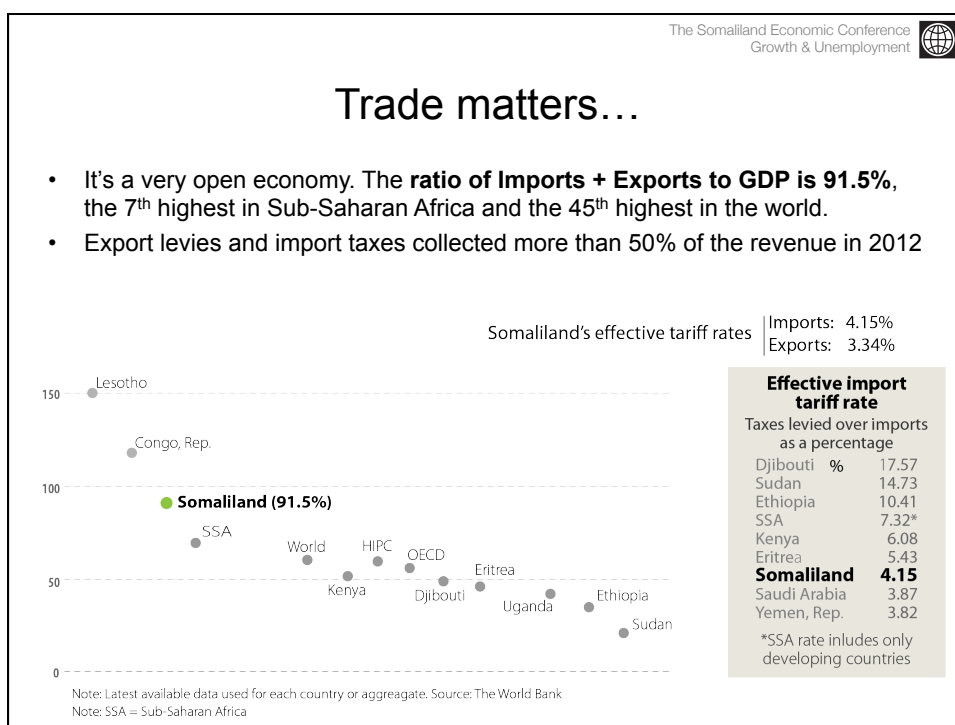 The Somaliland Economic Conference
Growth & Unemployment
Trade matters…
• It's a very open economy. The ratio of Imports + Exports to GDP is 91.5%,
the 7th highest in Sub-Saharan Africa and the 45th highest in the world.
• Export levies and import taxes collected more than 50% of the revenue in 2012
Somaliland's effective tariff rates
Imports: 4.15%
Exports: 3.34%
150
Lesotho
Congo, Rep.
100
Somaliland (91.5%)
SSA
World
HIPC
OECD
Kenya
Djibouti
Eritrea
50
Uganda
Ethiopia
Sudan
0
Note: Latest available data used for each country or aggreagate. Source: The World Bank
Note: SSA = Sub-Saharan Africa
Effective import
tariff rate
Taxes levied over imports
as a percentage
Djibouti % 17.57
Sudan 14.73
Ethiopia 10.41
SSA 7.32*
Kenya 6.08
Eritrea 5.43
Somaliland 4.15
Saudi Arabia 3.87
Yemen, Rep. 3.82
*SSA rate inludes only
developing countries